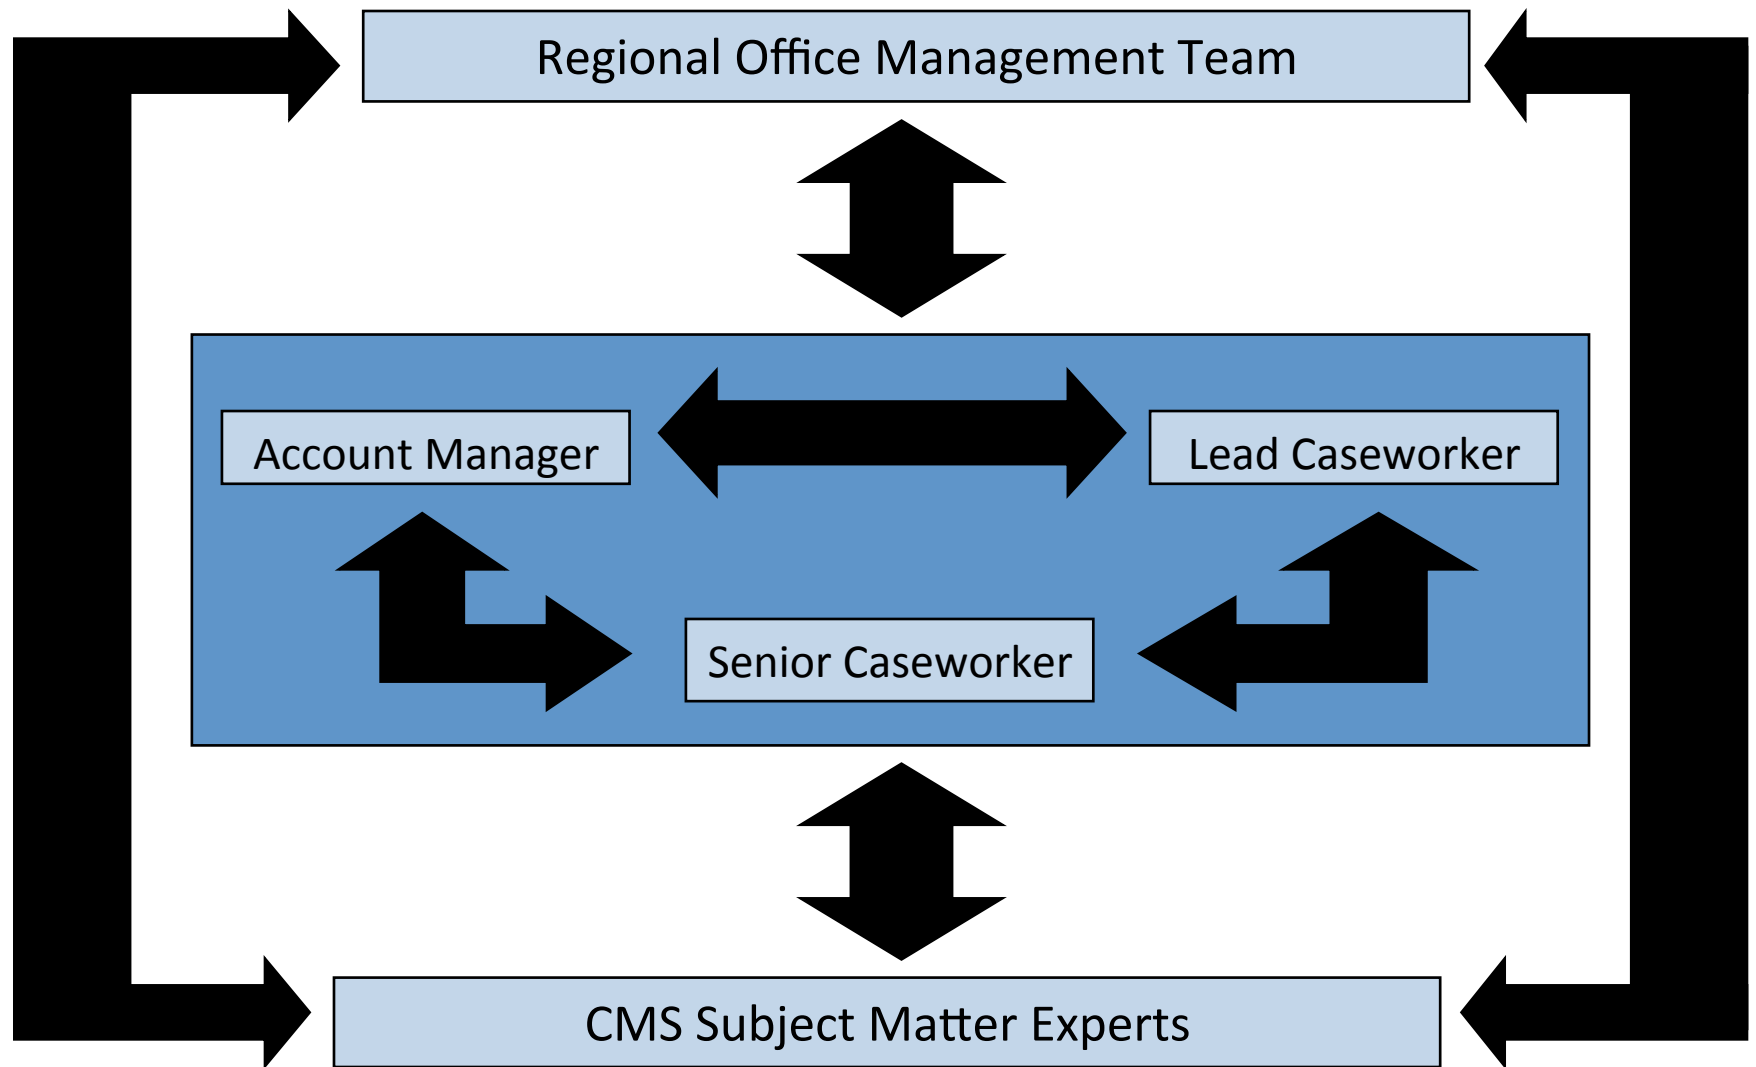 Regional Office Management Team
Account Manager
Lead Caseworker
Senior Caseworker
CMS Subject Matter Experts